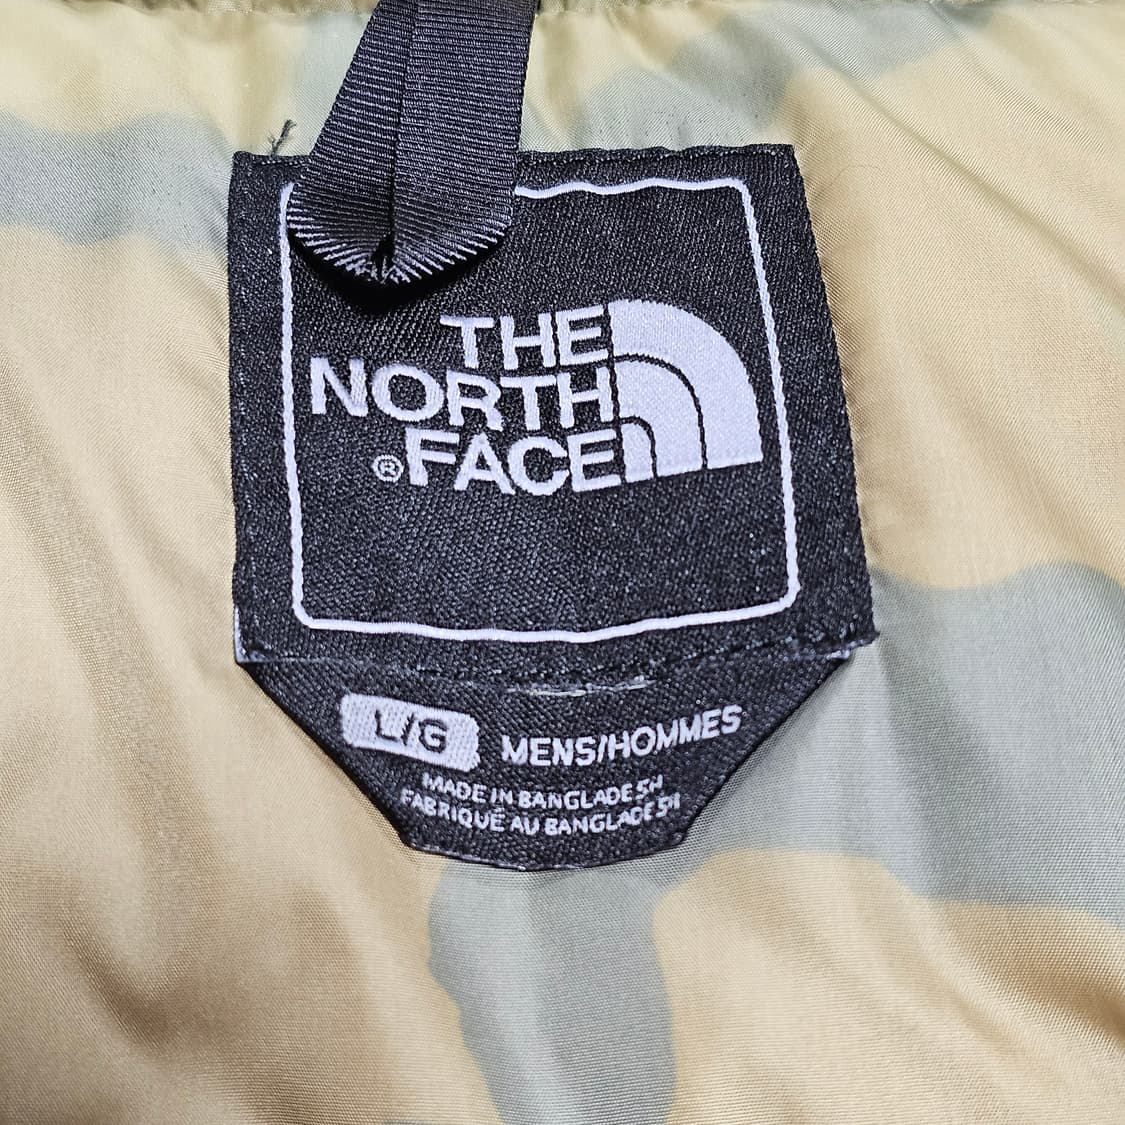 THE
NORTH
®FACE
L/G MENS/HOMMES
MADE IN BANGLADESH
FABRIQUÉ AU BANGLADESH